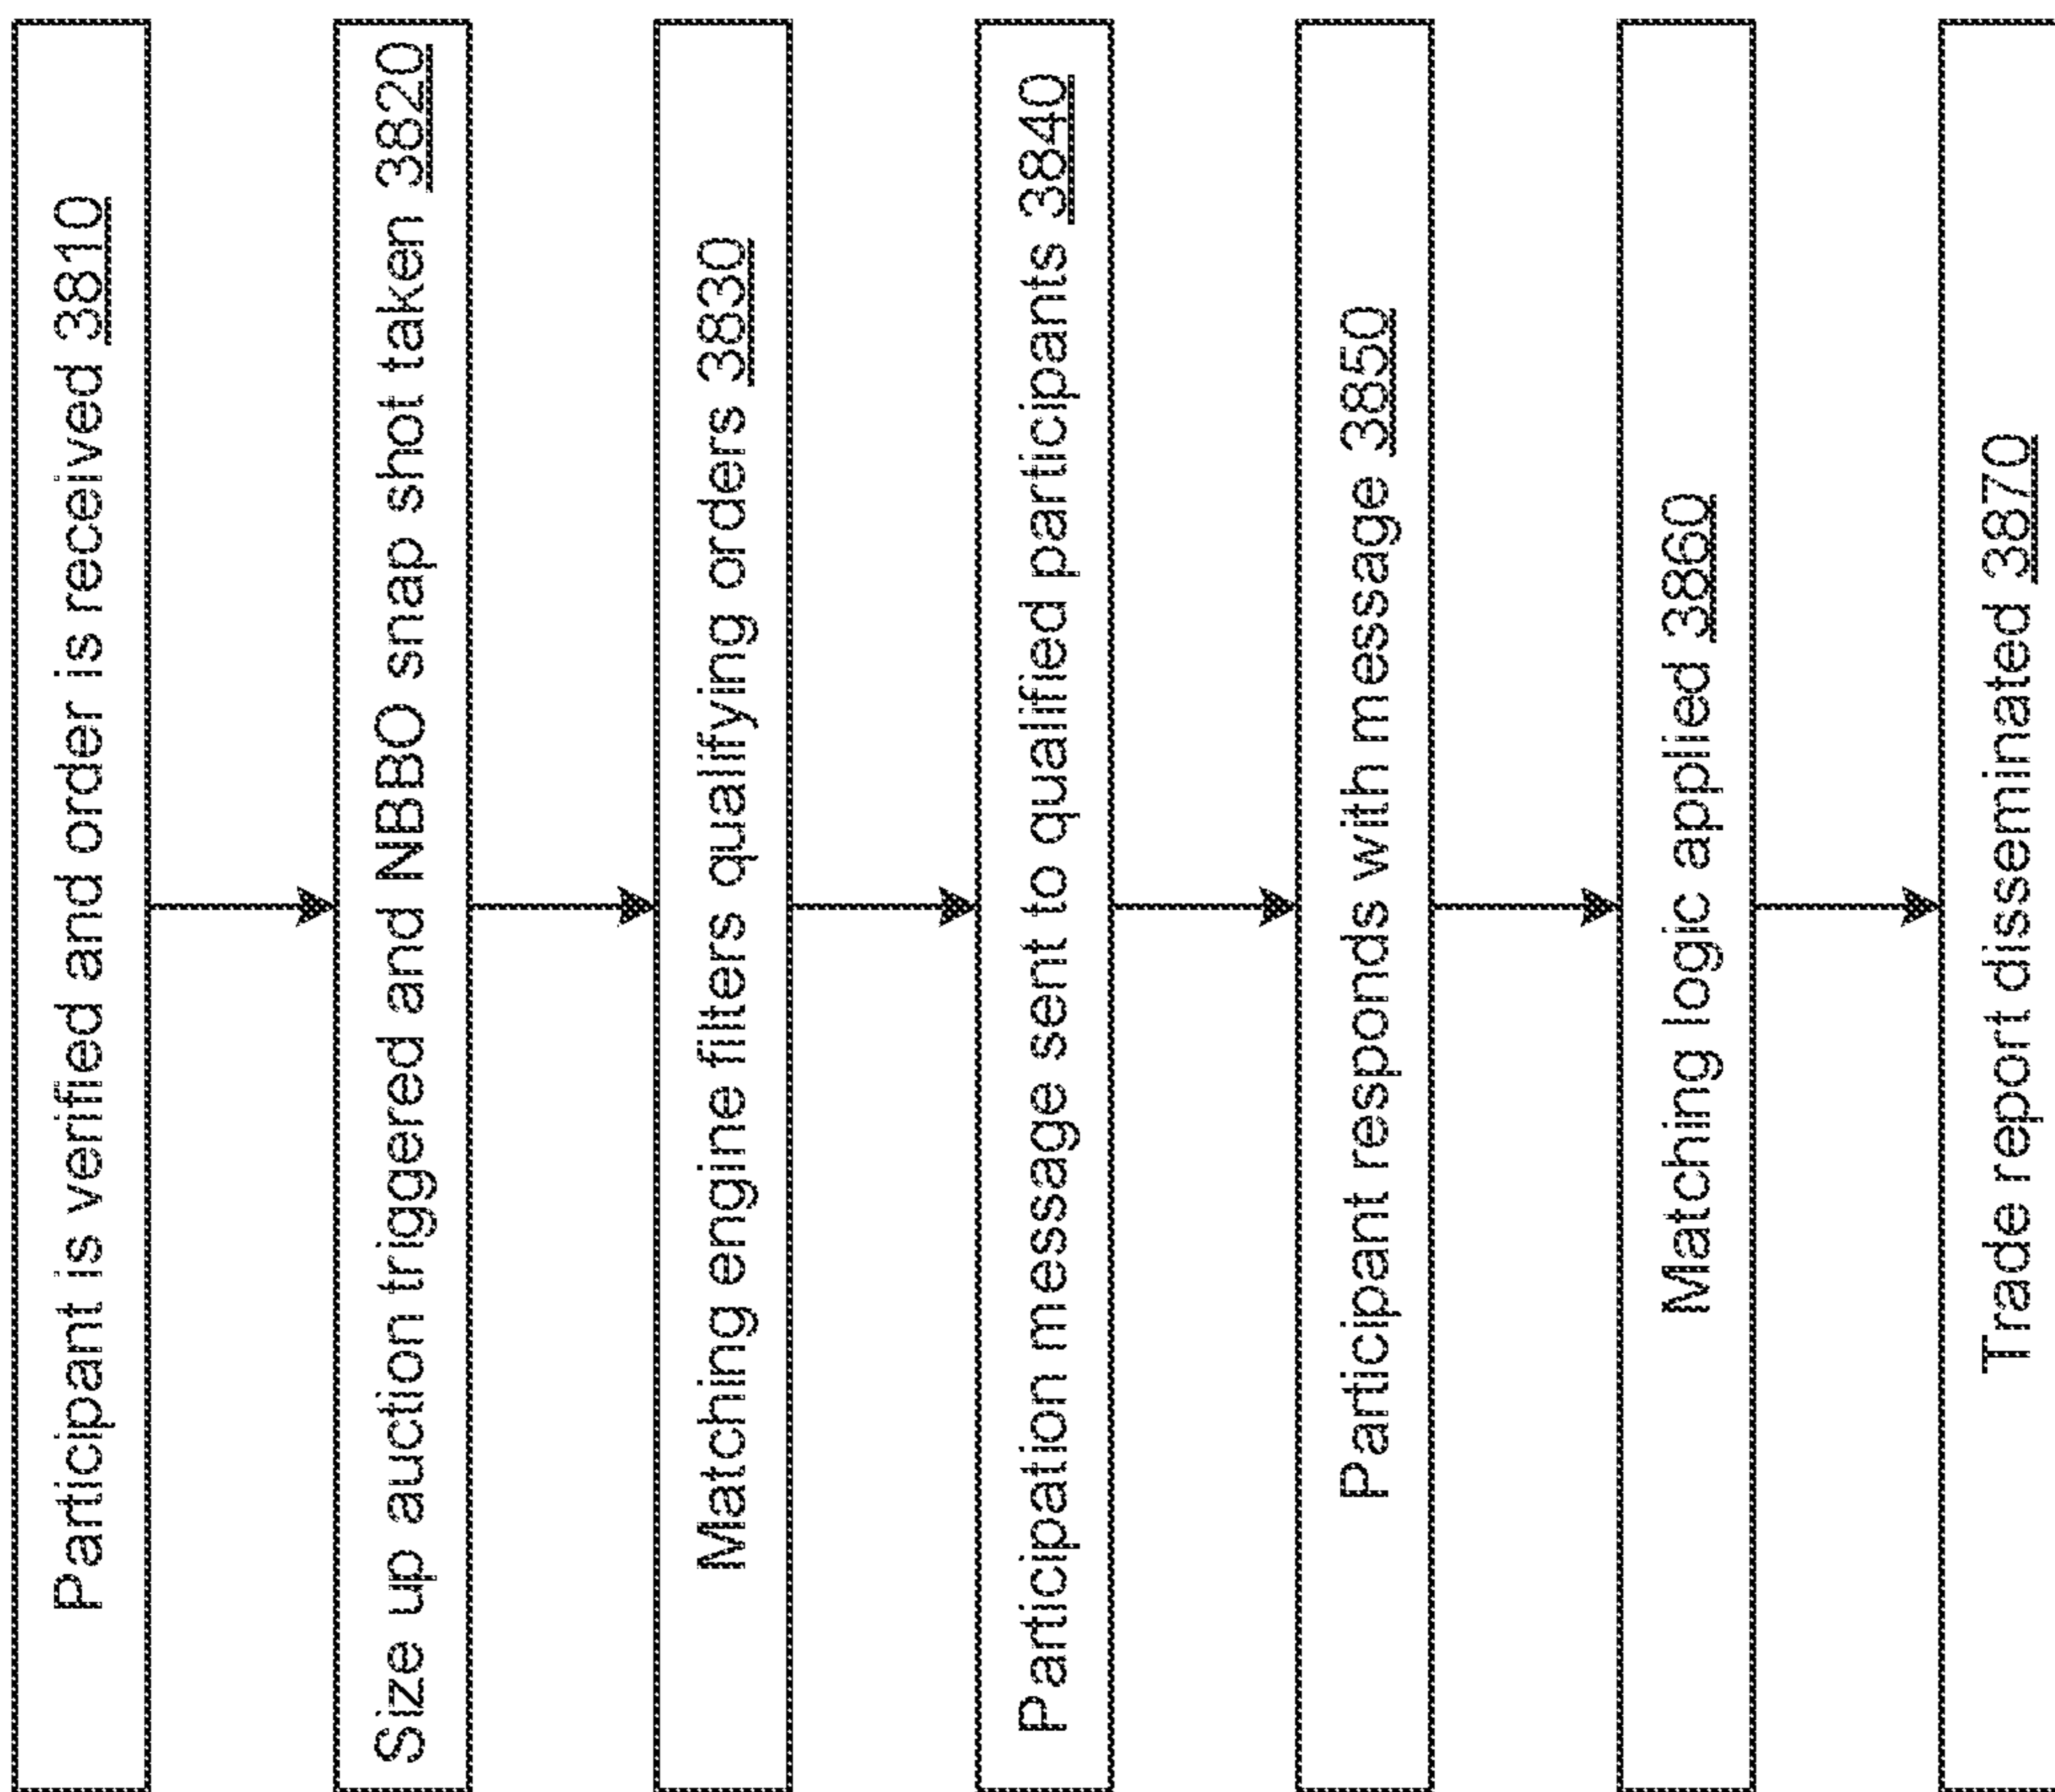 Participant is verified and order is received 3810
Size up auction triggered and NBBO snap shot taken 3820
Matching engine filters qualifying orders 3830
Participation message sent to qualified participants 3840
Participant responds with message 3850
Matching logic applied 3860
Trade report disseminated 3870